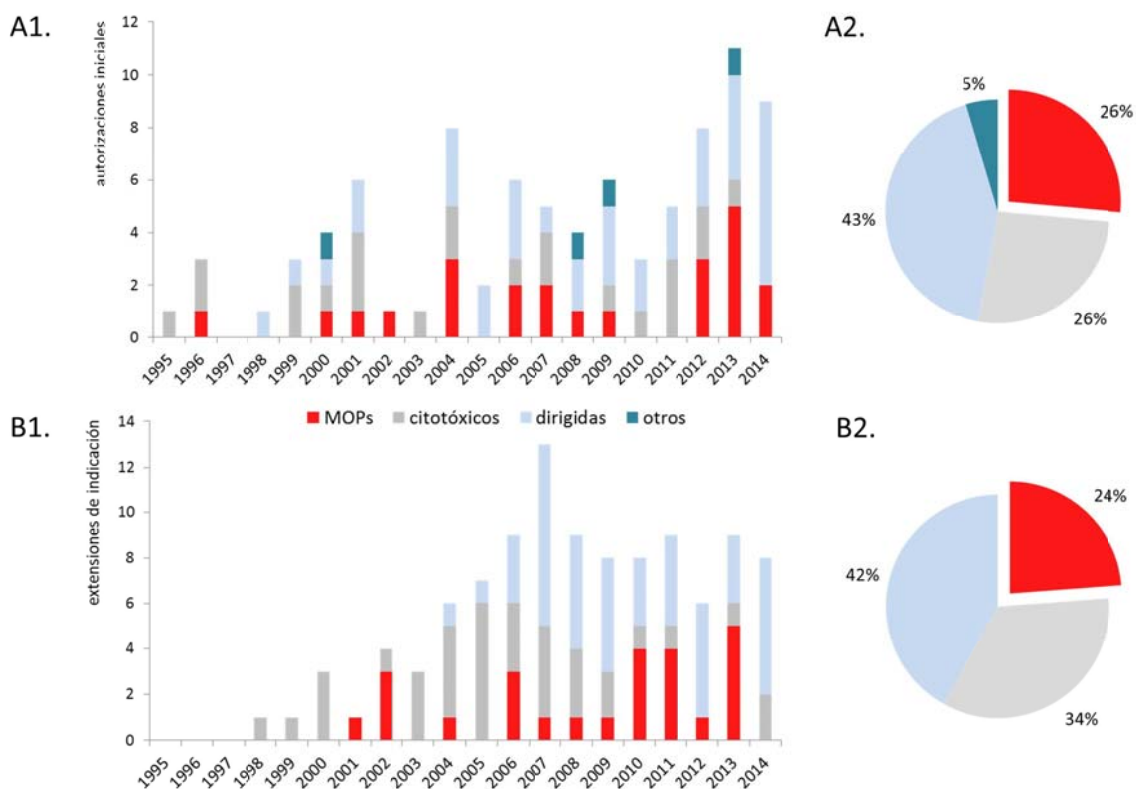 A1.
autorizaciones iniciales
12
10
8
6
4
2
0
1995 1996 1997 1998 1999 2000 2001 2002 2003 2004 2005 2006 2007 2008 2009 2010 2011 2012 2013 2014
A2.
5%
26%
43%
26%
MOPs citotóxicos dirigidas otros
B1.
extensiones de indicación
14
12
10
8
6
4
2
0
1995 1996 1997 1998 1999 2000 2001 2002 2003 2004 2005 2006 2007 2008 2009 2010 2011 2012 2013 2014
B2.
24%
42%
34%